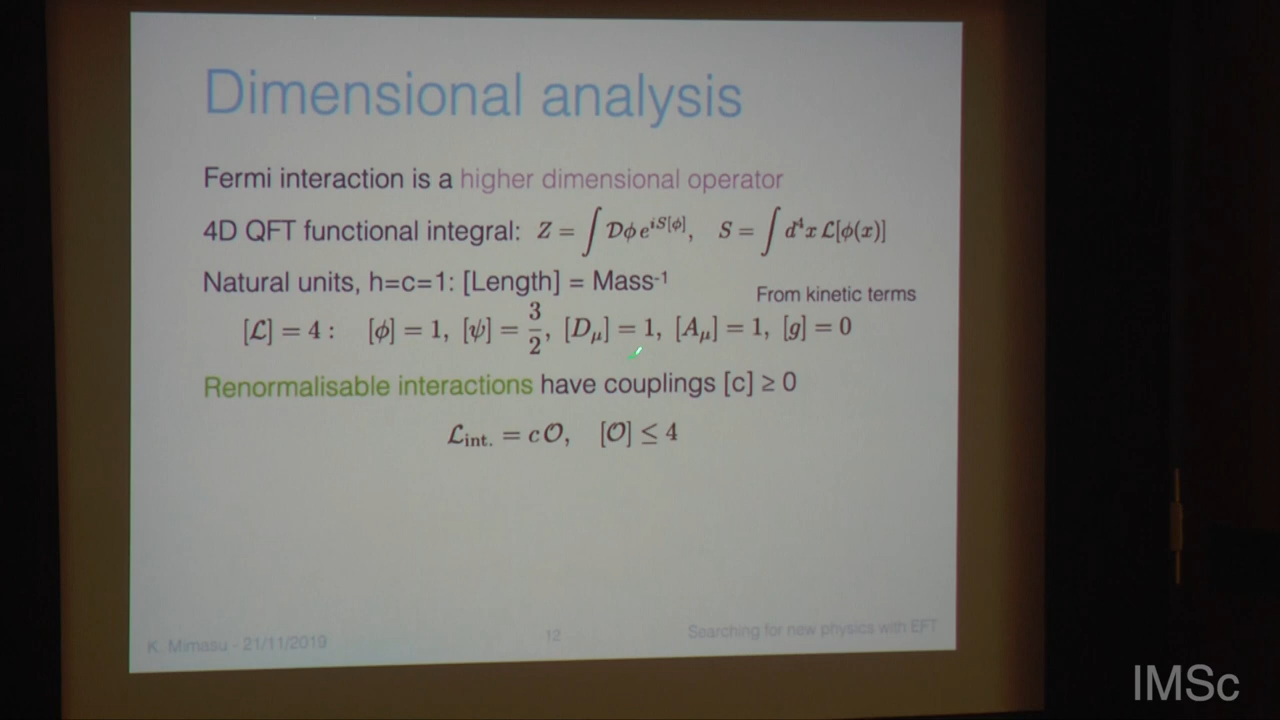 Dimensional analysis
Fermi interaction is a higher dimensional operator
4D QFT functional integral: Z = ∫ 𝒟ϕ e^{iS[ϕ]}, S = ∫ d⁴x ℒ[ϕ(x)]
Natural units, h=c=1: [Length] = Mass⁻¹
From kinetic terms
[ℒ] = 4 : [ϕ] = 1, [ψ] = 3/2, [D_μ] = 1, [A_μ] = 1, [g] = 0
Renormalisable interactions have couplings [c] ≥ 0
ℒ_int. = c 𝒪, [𝒪] ≤ 4
K. Mimasu - 21/11/2019 12 Searching for new physics with EFT
IMSc